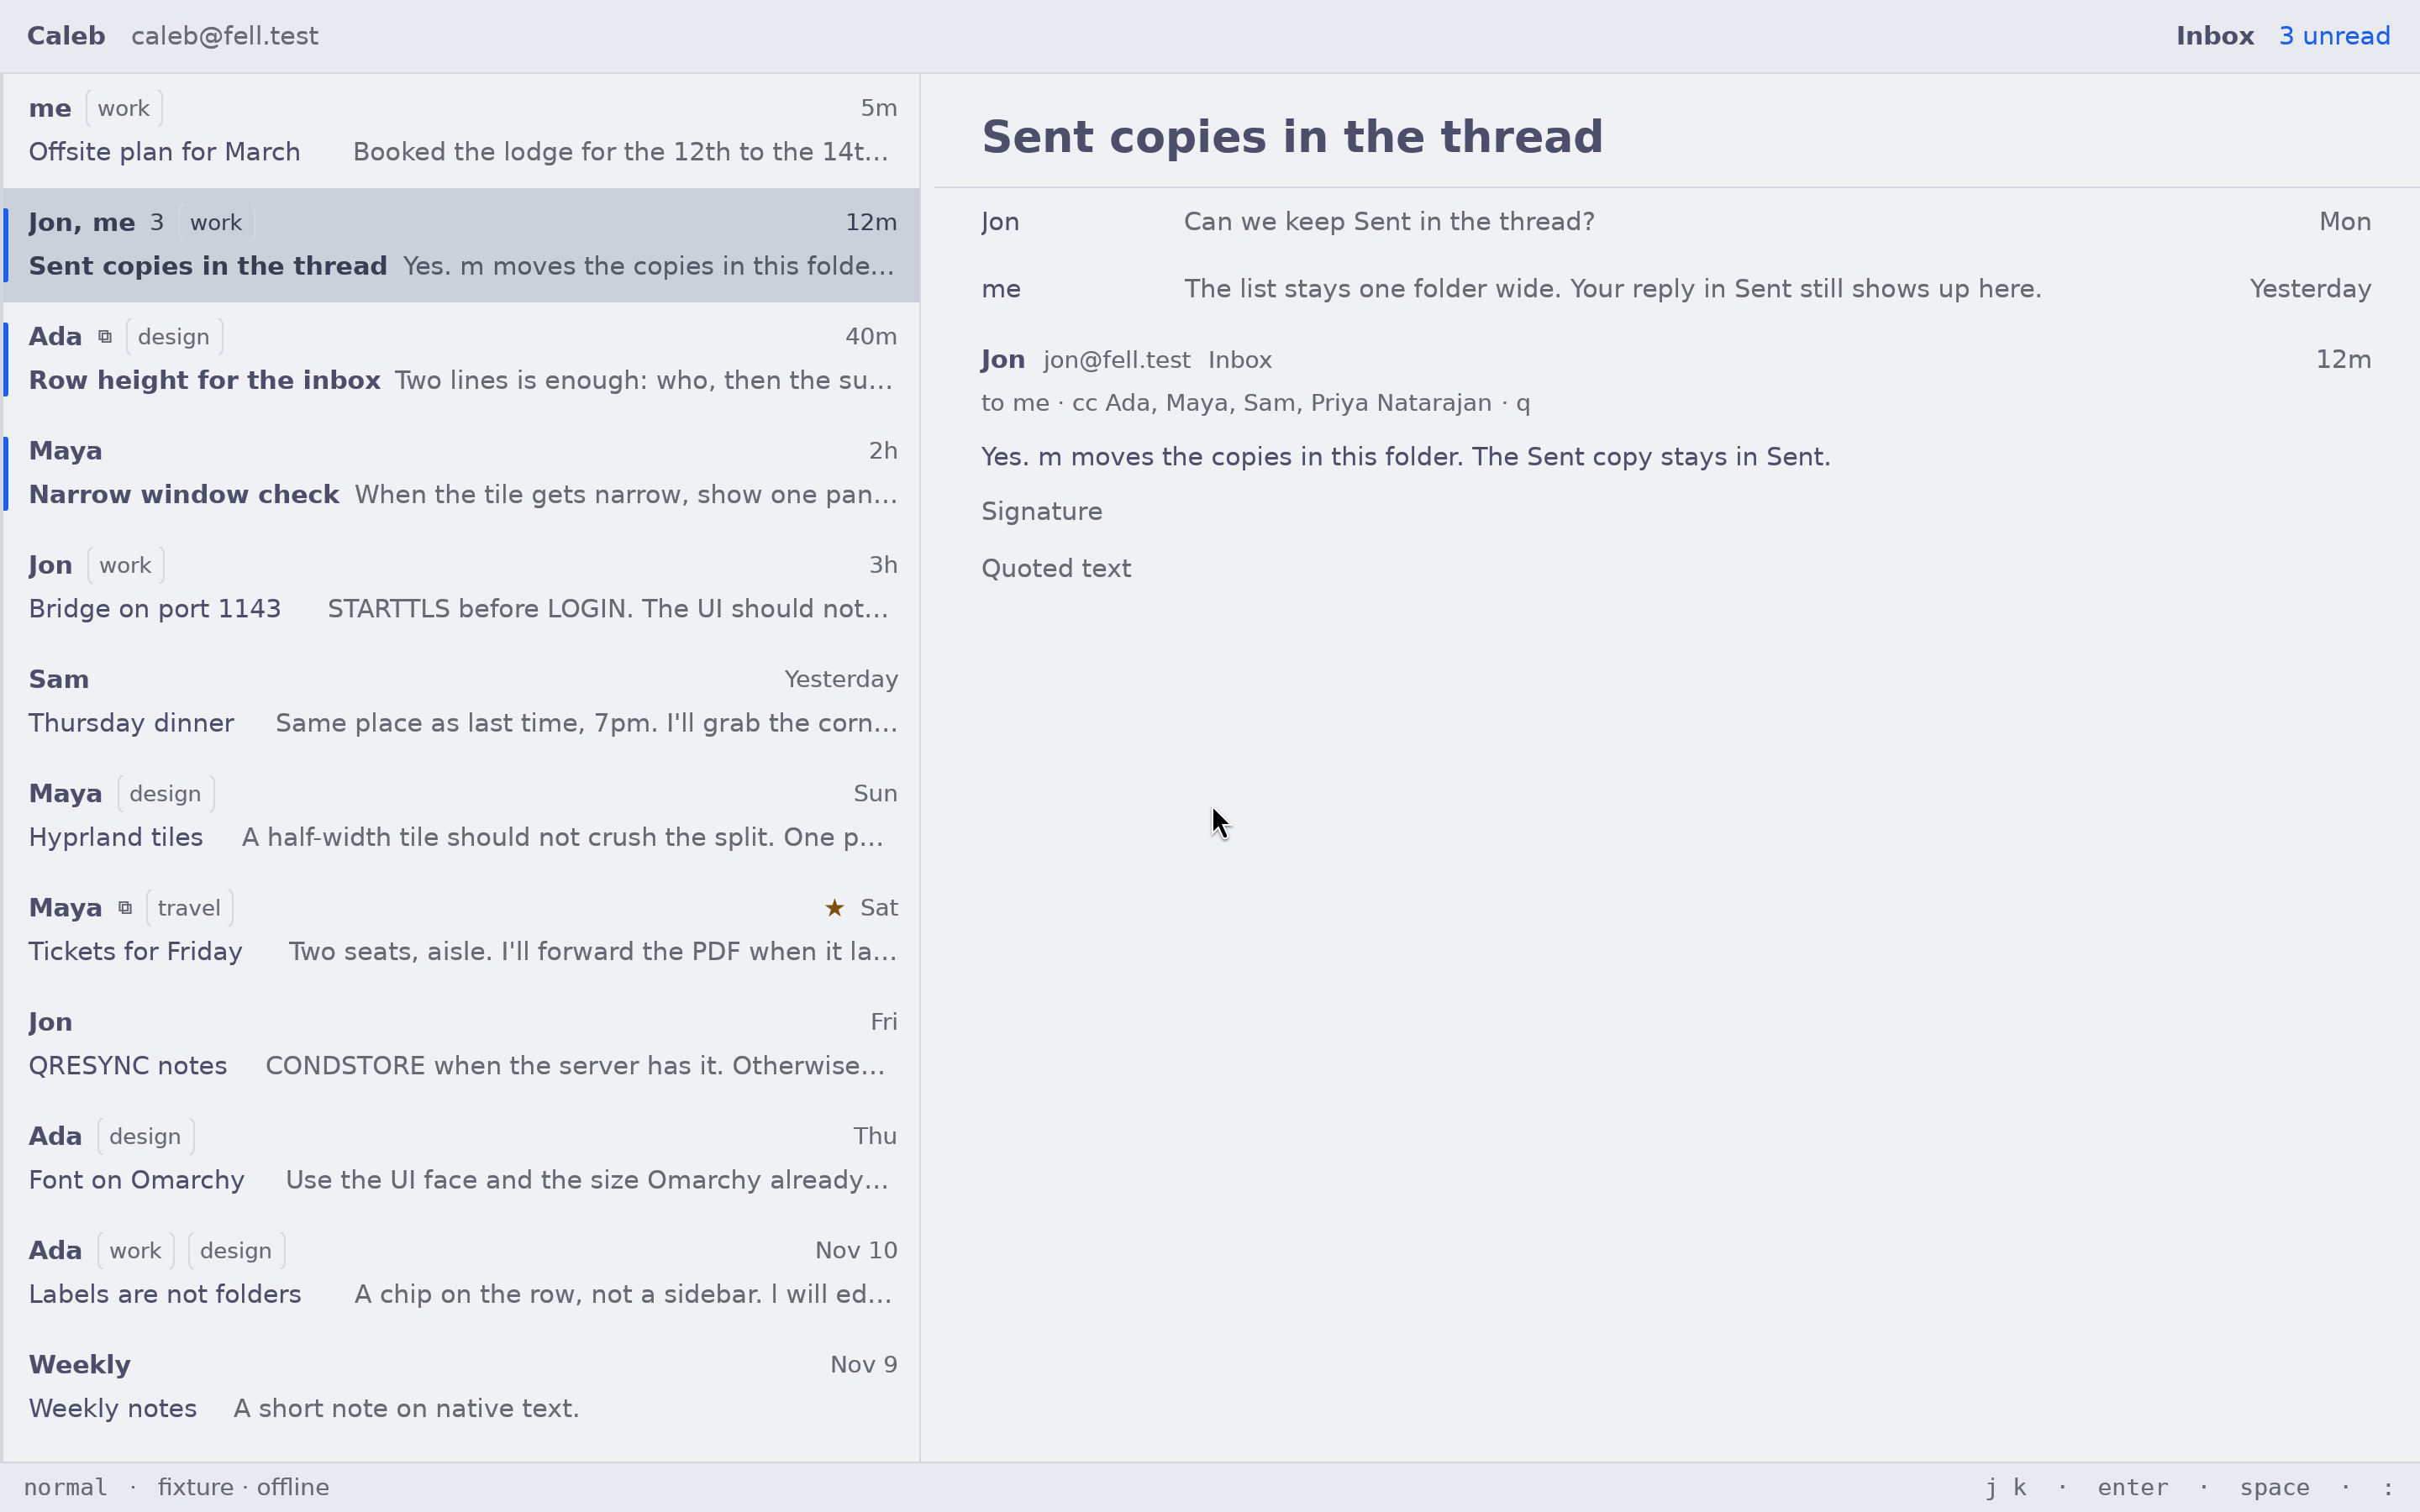 Caleb caleb@fell.test Inbox 3 unread
me work 5m
Offsite plan for March Booked the lodge for the 12th to the 14t…
Jon, me 3 work 12m
Sent copies in the thread Yes. m moves the copies in this folde…
Ada design 40m
Row height for the inbox Two lines is enough: who, then the su…
Maya 2h
Narrow window check When the tile gets narrow, show one pan…
Jon work 3h
Bridge on port 1143 STARTTLS before LOGIN. The UI should not…
Sam Yesterday
Thursday dinner Same place as last time, 7pm. I'll grab the corn…
Maya design Sun
Hyprland tiles A half-width tile should not crush the split. One p…
Maya travel ★ Sat
Tickets for Friday Two seats, aisle. I'll forward the PDF when it la…
Jon Fri
QRESYNC notes CONDSTORE when the server has it. Otherwise…
Ada design Thu
Font on Omarchy Use the UI face and the size Omarchy already…
Ada work design Nov 10
Labels are not folders A chip on the row, not a sidebar. l will ed…
Weekly Nov 9
Weekly notes A short note on native text.
Sent copies in the thread
Jon Can we keep Sent in the thread? Mon
me The list stays one folder wide. Your reply in Sent still shows up here. Yesterday
Jon jon@fell.test Inbox 12m
to me · cc Ada, Maya, Sam, Priya Natarajan · q
Yes. m moves the copies in this folder. The Sent copy stays in Sent.
Signature
Quoted text
normal · fixture · offline j k · enter · space · :